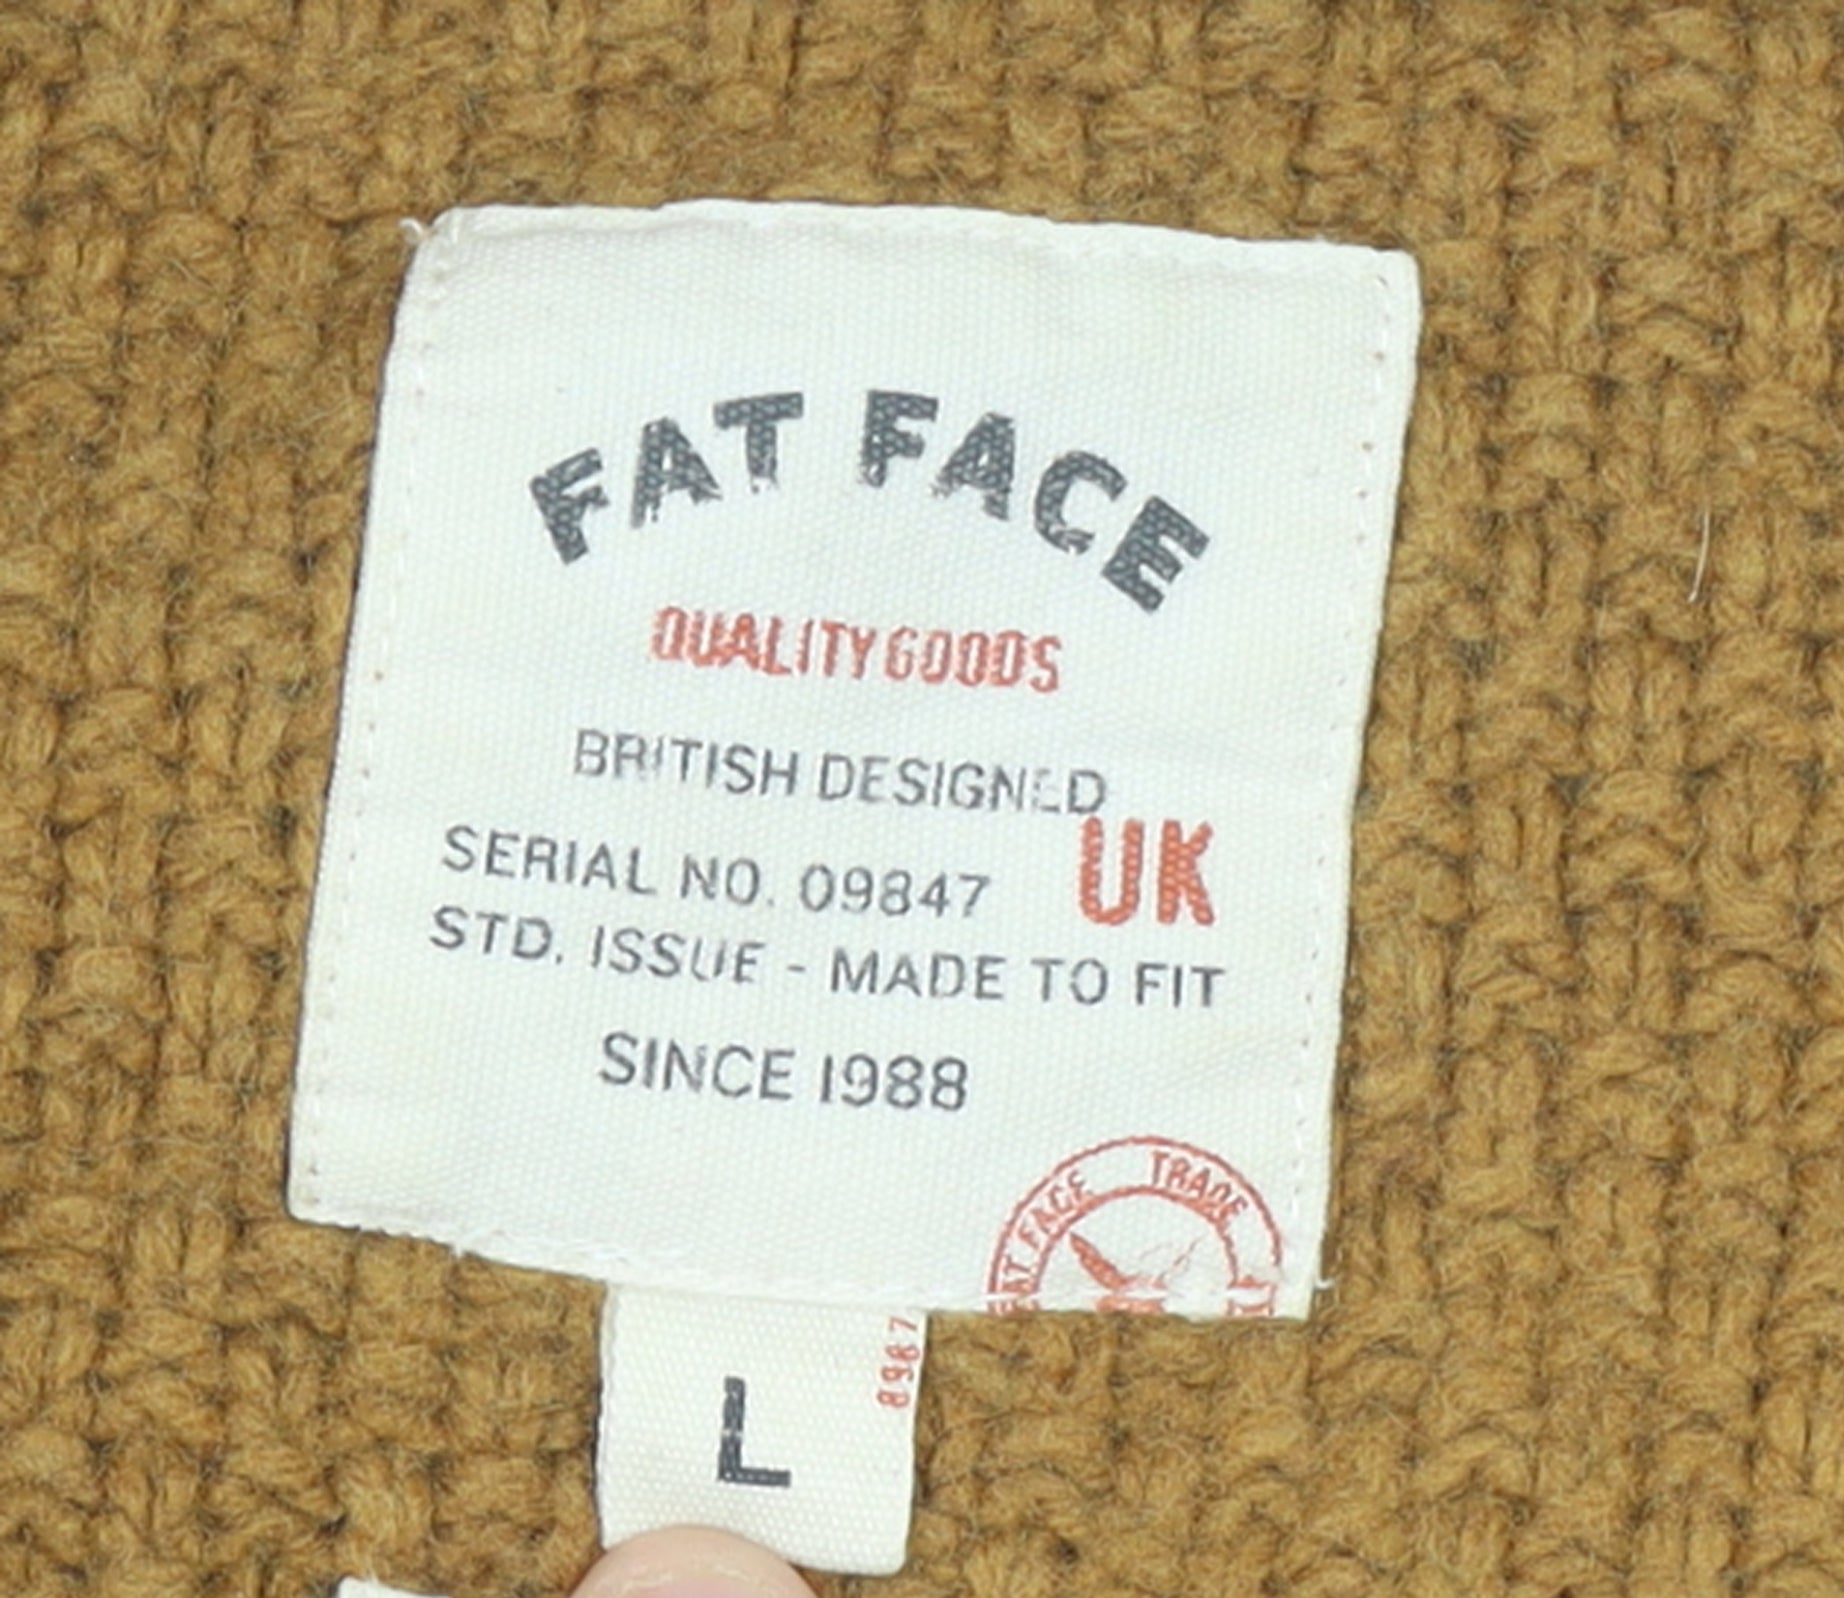 FAT FACE
QUALITY GOODS
BRITISH DESIGNED
SERIAL NO. 09847 UK
STD. ISSUE - MADE TO FIT
SINCE 1988
FAT FACE TRADE
L